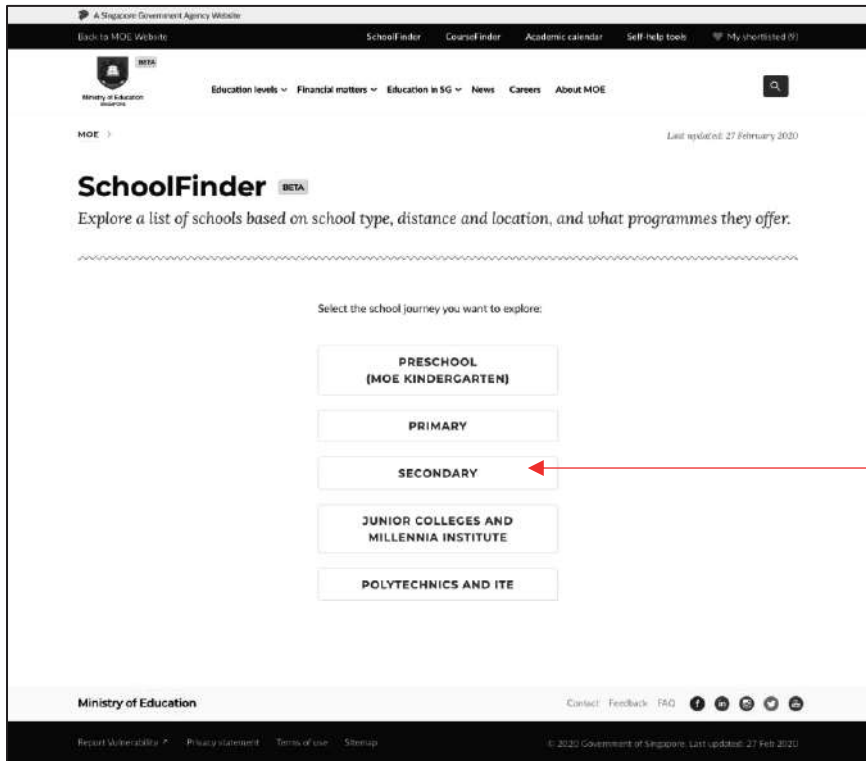 A Singapore Government Agency Website
Back to MOE Website SchoolFinder CourseFinder Academic calendar Self-help tools My shortlisted (9)
BETA
Ministry of Education
SINGAPORE
Education levels Financial matters Education in SG News Careers About MOE
MOE > Last updated: 27 February 2020
SchoolFinder BETA
Explore a list of schools based on school type, distance and location, and what programmes they offer.
Select the school journey you want to explore:
PRESCHOOL
(MOE KINDERGARTEN)
PRIMARY
SECONDARY
JUNIOR COLLEGES AND
MILLENNIA INSTITUTE
POLYTECHNICS AND ITE
Ministry of Education Contact Feedback FAQ
Report Vulnerability Privacy statement Terms of use Sitemap © 2020 Government of Singapore. Last updated: 27 Feb 2020